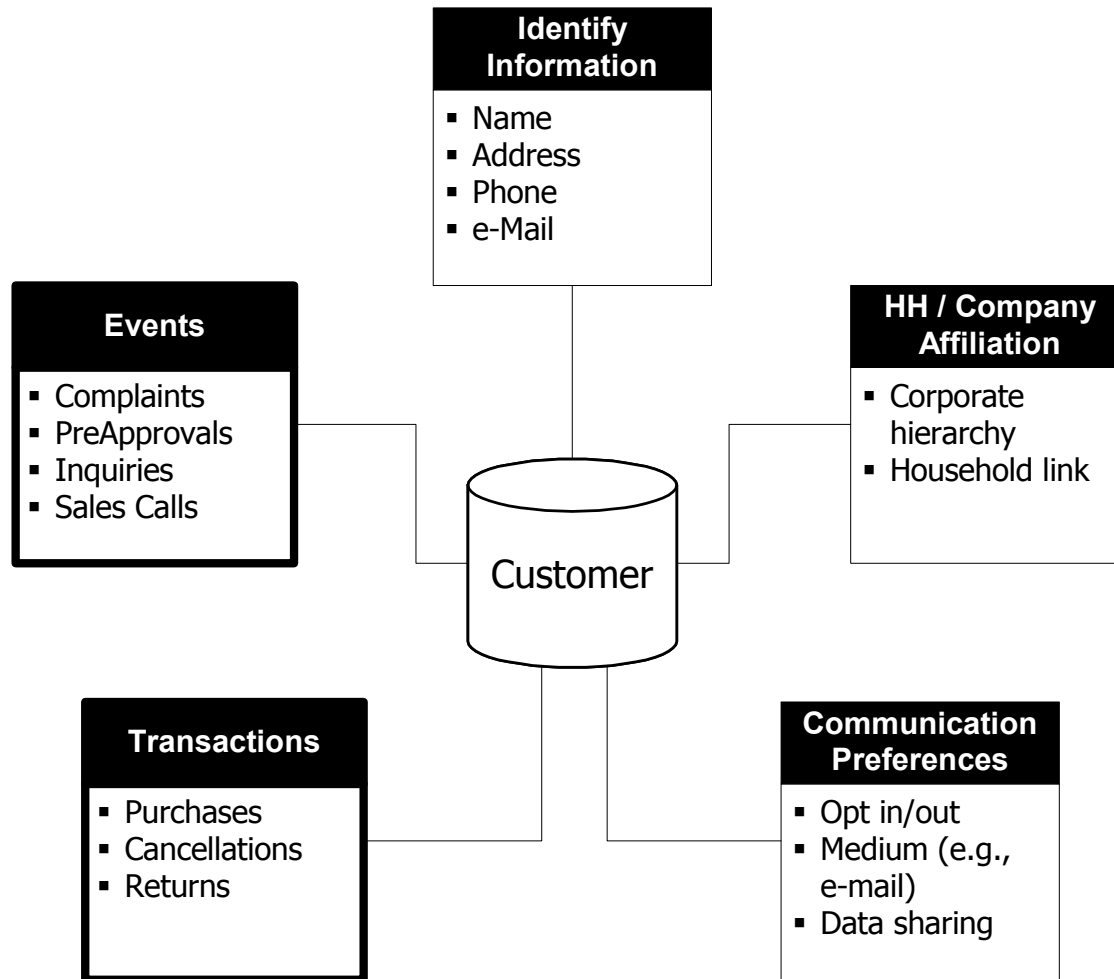 Identify
Information
▪ Name
▪ Address
▪ Phone
▪ e-Mail
Events
▪ Complaints
▪ PreApprovals
▪ Inquiries
▪ Sales Calls
HH / Company
Affiliation
▪ Corporate
hierarchy
▪ Household link
Customer
Transactions
▪ Purchases
▪ Cancellations
▪ Returns
Communication
Preferences
▪ Opt in/out
▪ Medium (e.g.,
e-mail)
▪ Data sharing